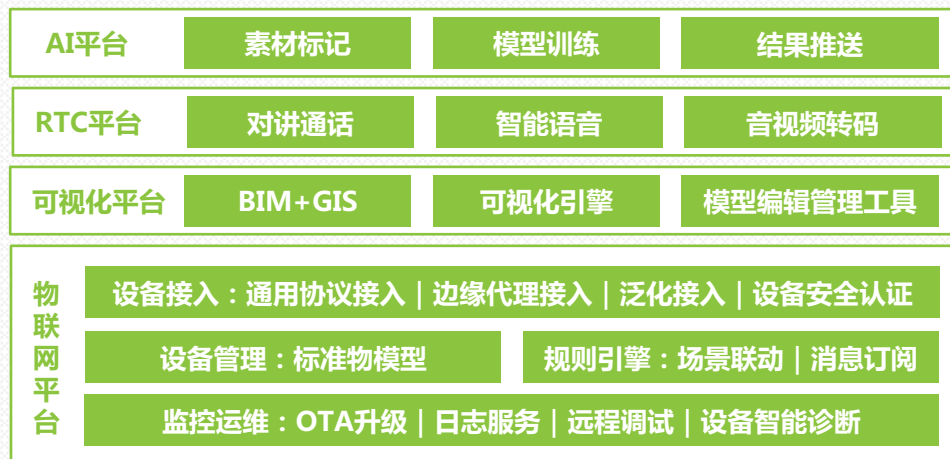 AI平台 素材标记 模型训练 结果推送
RTC平台 对讲通话 智能语音 音视频转码
可视化平台 BIM+GIS 可视化引擎 模型编辑管理工具
物联网平台
设备接入：通用协议接入｜边缘代理接入｜泛化接入｜设备安全认证
设备管理：标准物模型 规则引擎：场景联动｜消息订阅
监控运维：OTA升级｜日志服务｜远程调试｜设备智能诊断